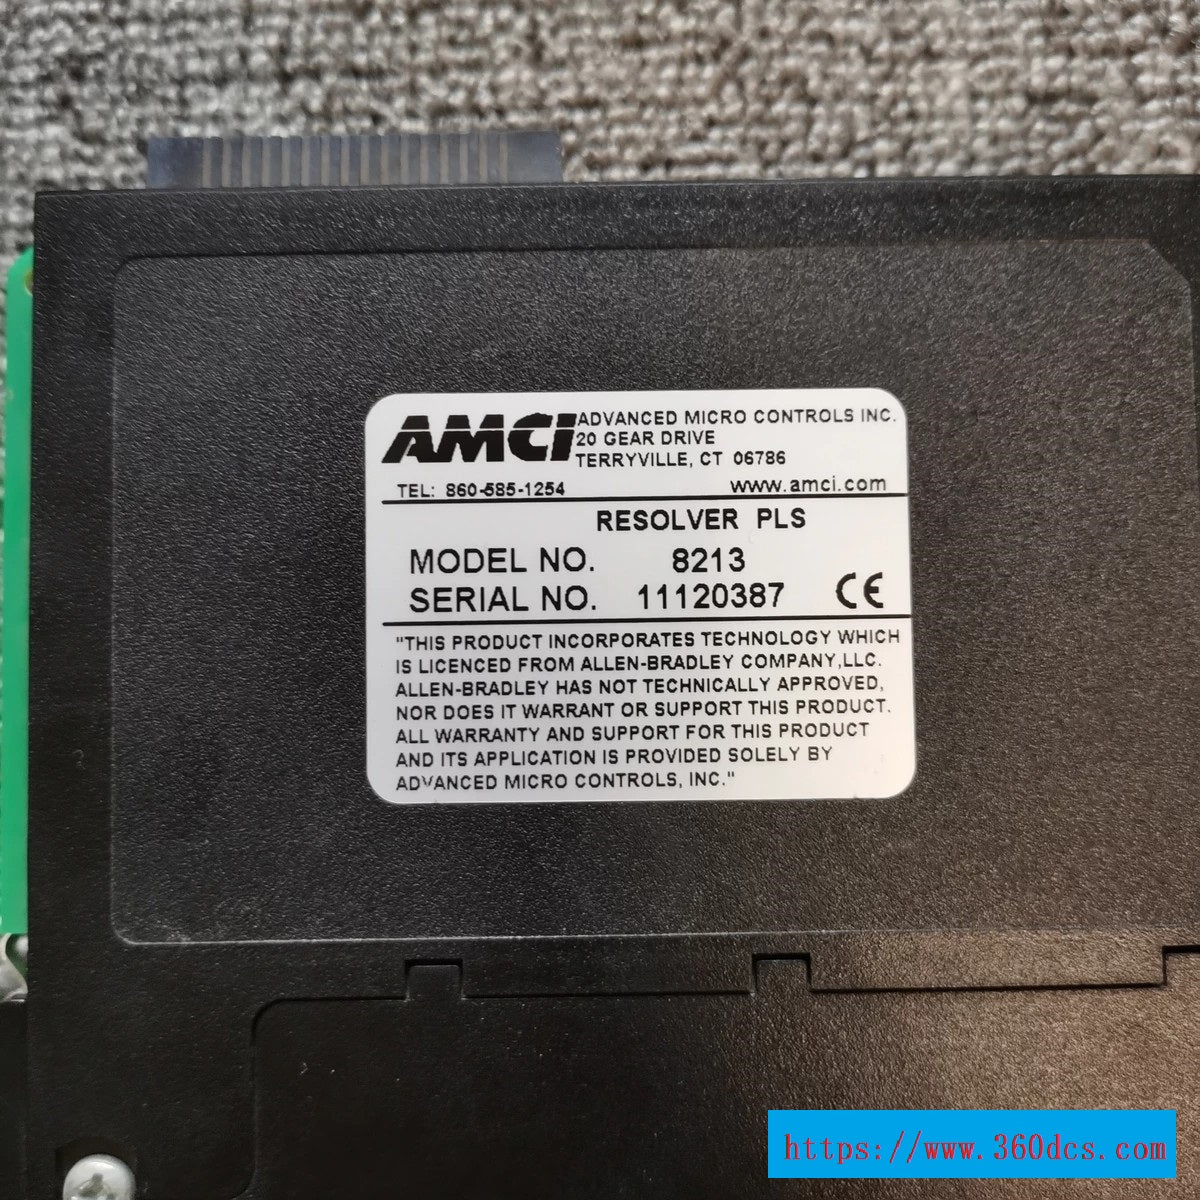 AMCI
ADVANCED MICRO CONTROLS INC.
20 GEAR DRIVE
TERRYVILLE, CT 06786
TEL: 860-585-1254
www.amci.com
RESOLVER PLS
MODEL NO. 8213
SERIAL NO. 11120387 CE
"THIS PRODUCT INCORPORATES TECHNOLOGY WHICH
IS LICENCED FROM ALLEN-BRADLEY COMPANY,LLC.
ALLEN-BRADLEY HAS NOT TECHNICALLY APPROVED,
NOR DOES IT WARRANT OR SUPPORT THIS PRODUCT.
ALL WARRANTY AND SUPPORT FOR THIS PRODUCT
AND ITS APPLICATION IS PROVIDED SOLELY BY
ADVANCED MICRO CONTROLS, INC."
https://www.360dcs.com